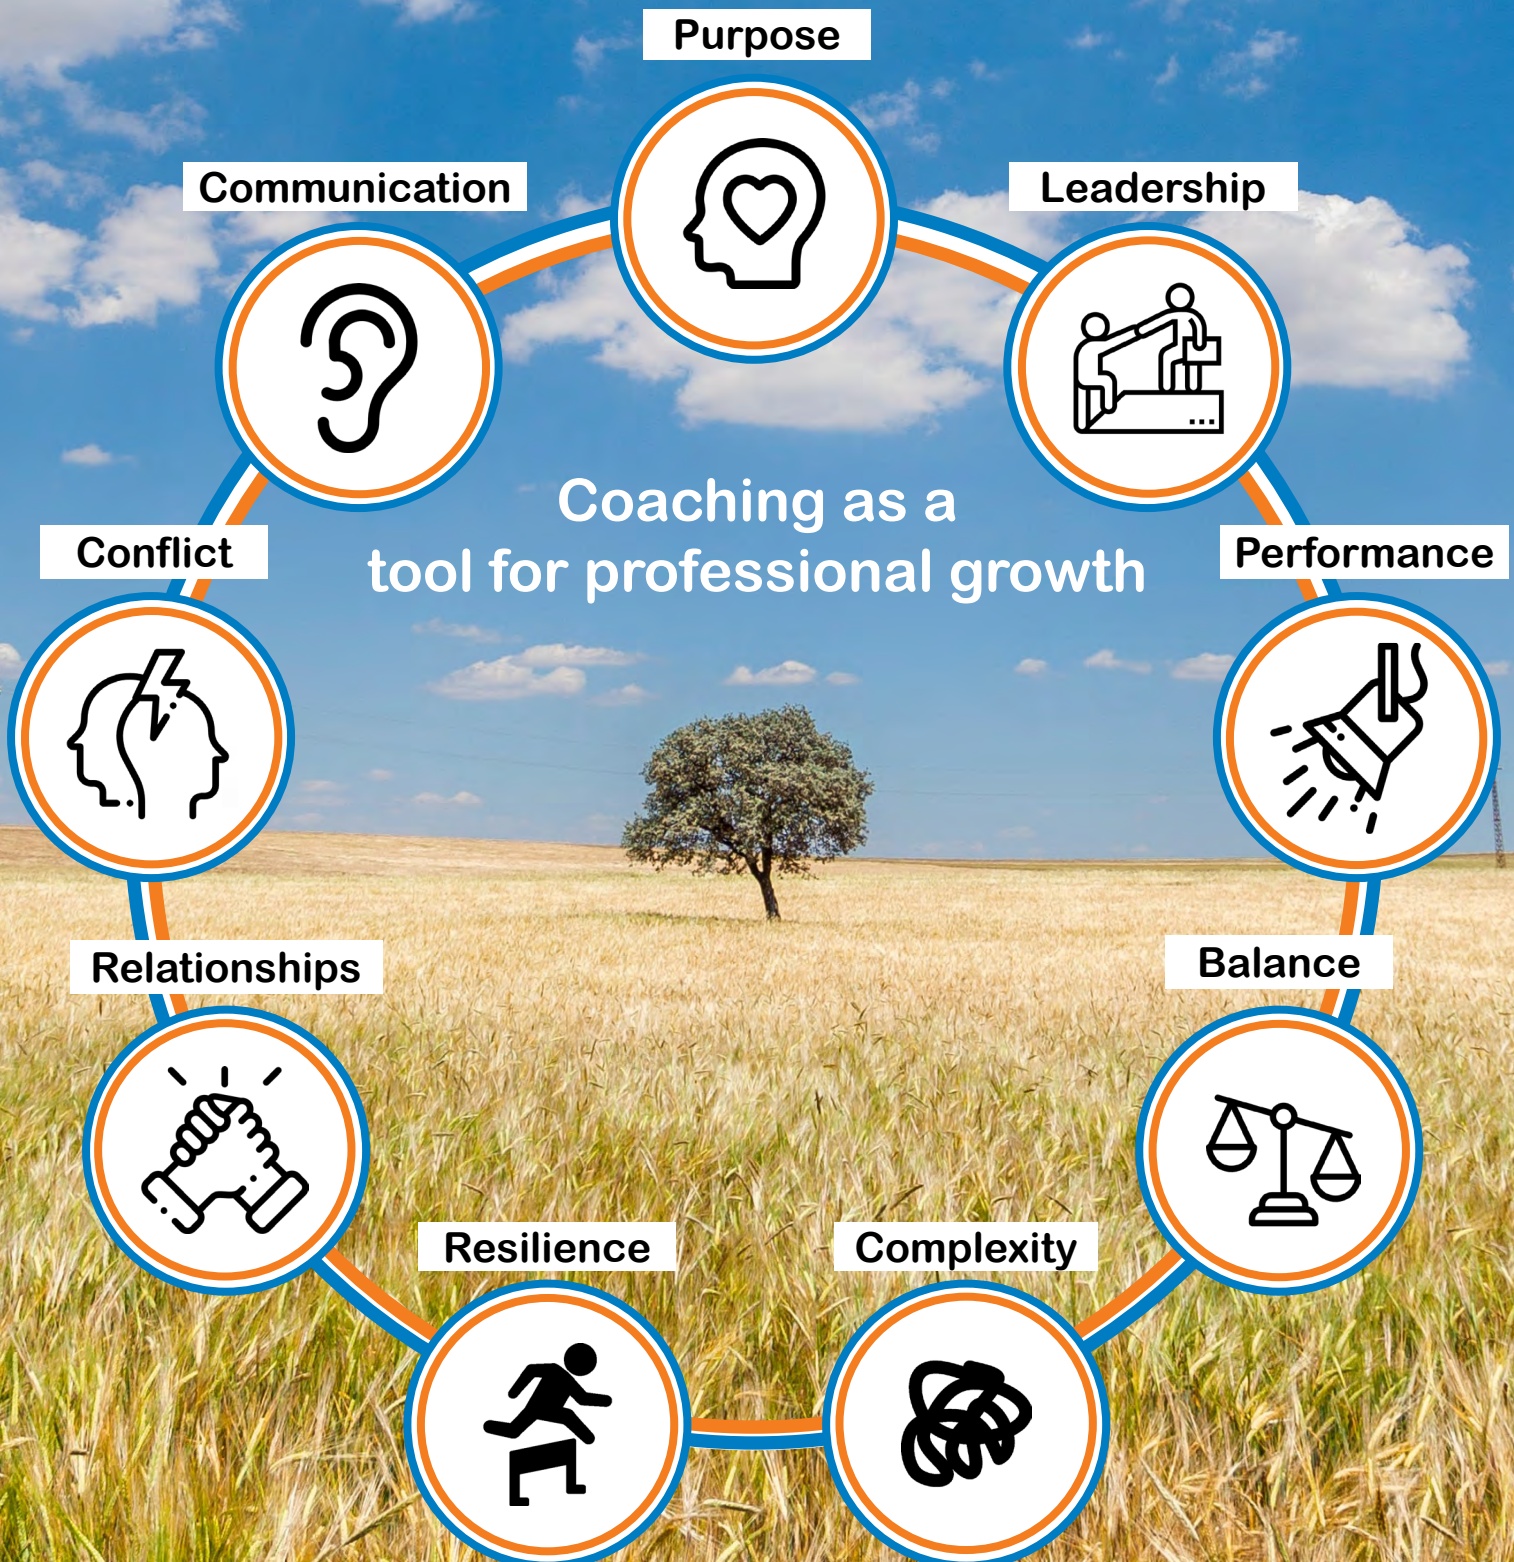 Purpose
Communication
Leadership
Coaching as a
tool for professional growth
Conflict
Performance
Relationships
Balance
Resilience
Complexity